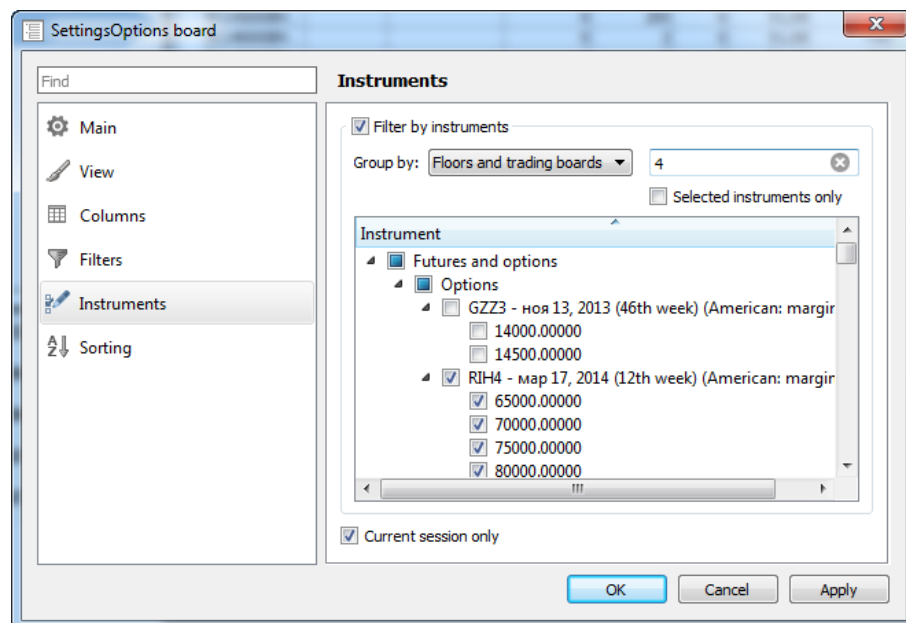 SettingsOptions board
Find
Main
View
Columns
Filters
Instruments
Sorting
Instruments
Filter by instruments
Group by: Floors and trading boards 4
Selected instruments only
Instrument
Futures and options
Options
GZZ3 - ноя 13, 2013 (46th week) (American: margin
14000.00000
14500.00000
RIH4 - мар 17, 2014 (12th week) (American: margin
65000.00000
70000.00000
75000.00000
80000.00000
Current session only
OK Cancel Apply